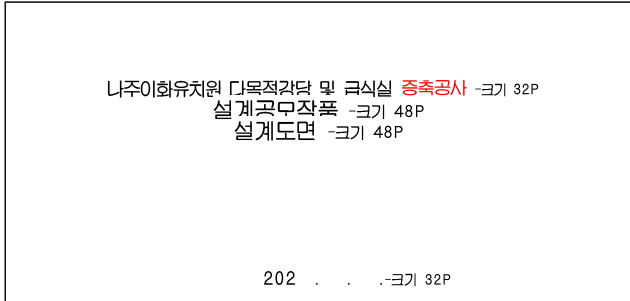 나주이화유치원 다목적강당 및 급식실 증축공사 -크기 32P
설계공모작품 -크기 48P
설계도면 -크기 48P
202 . . .-크기 32P